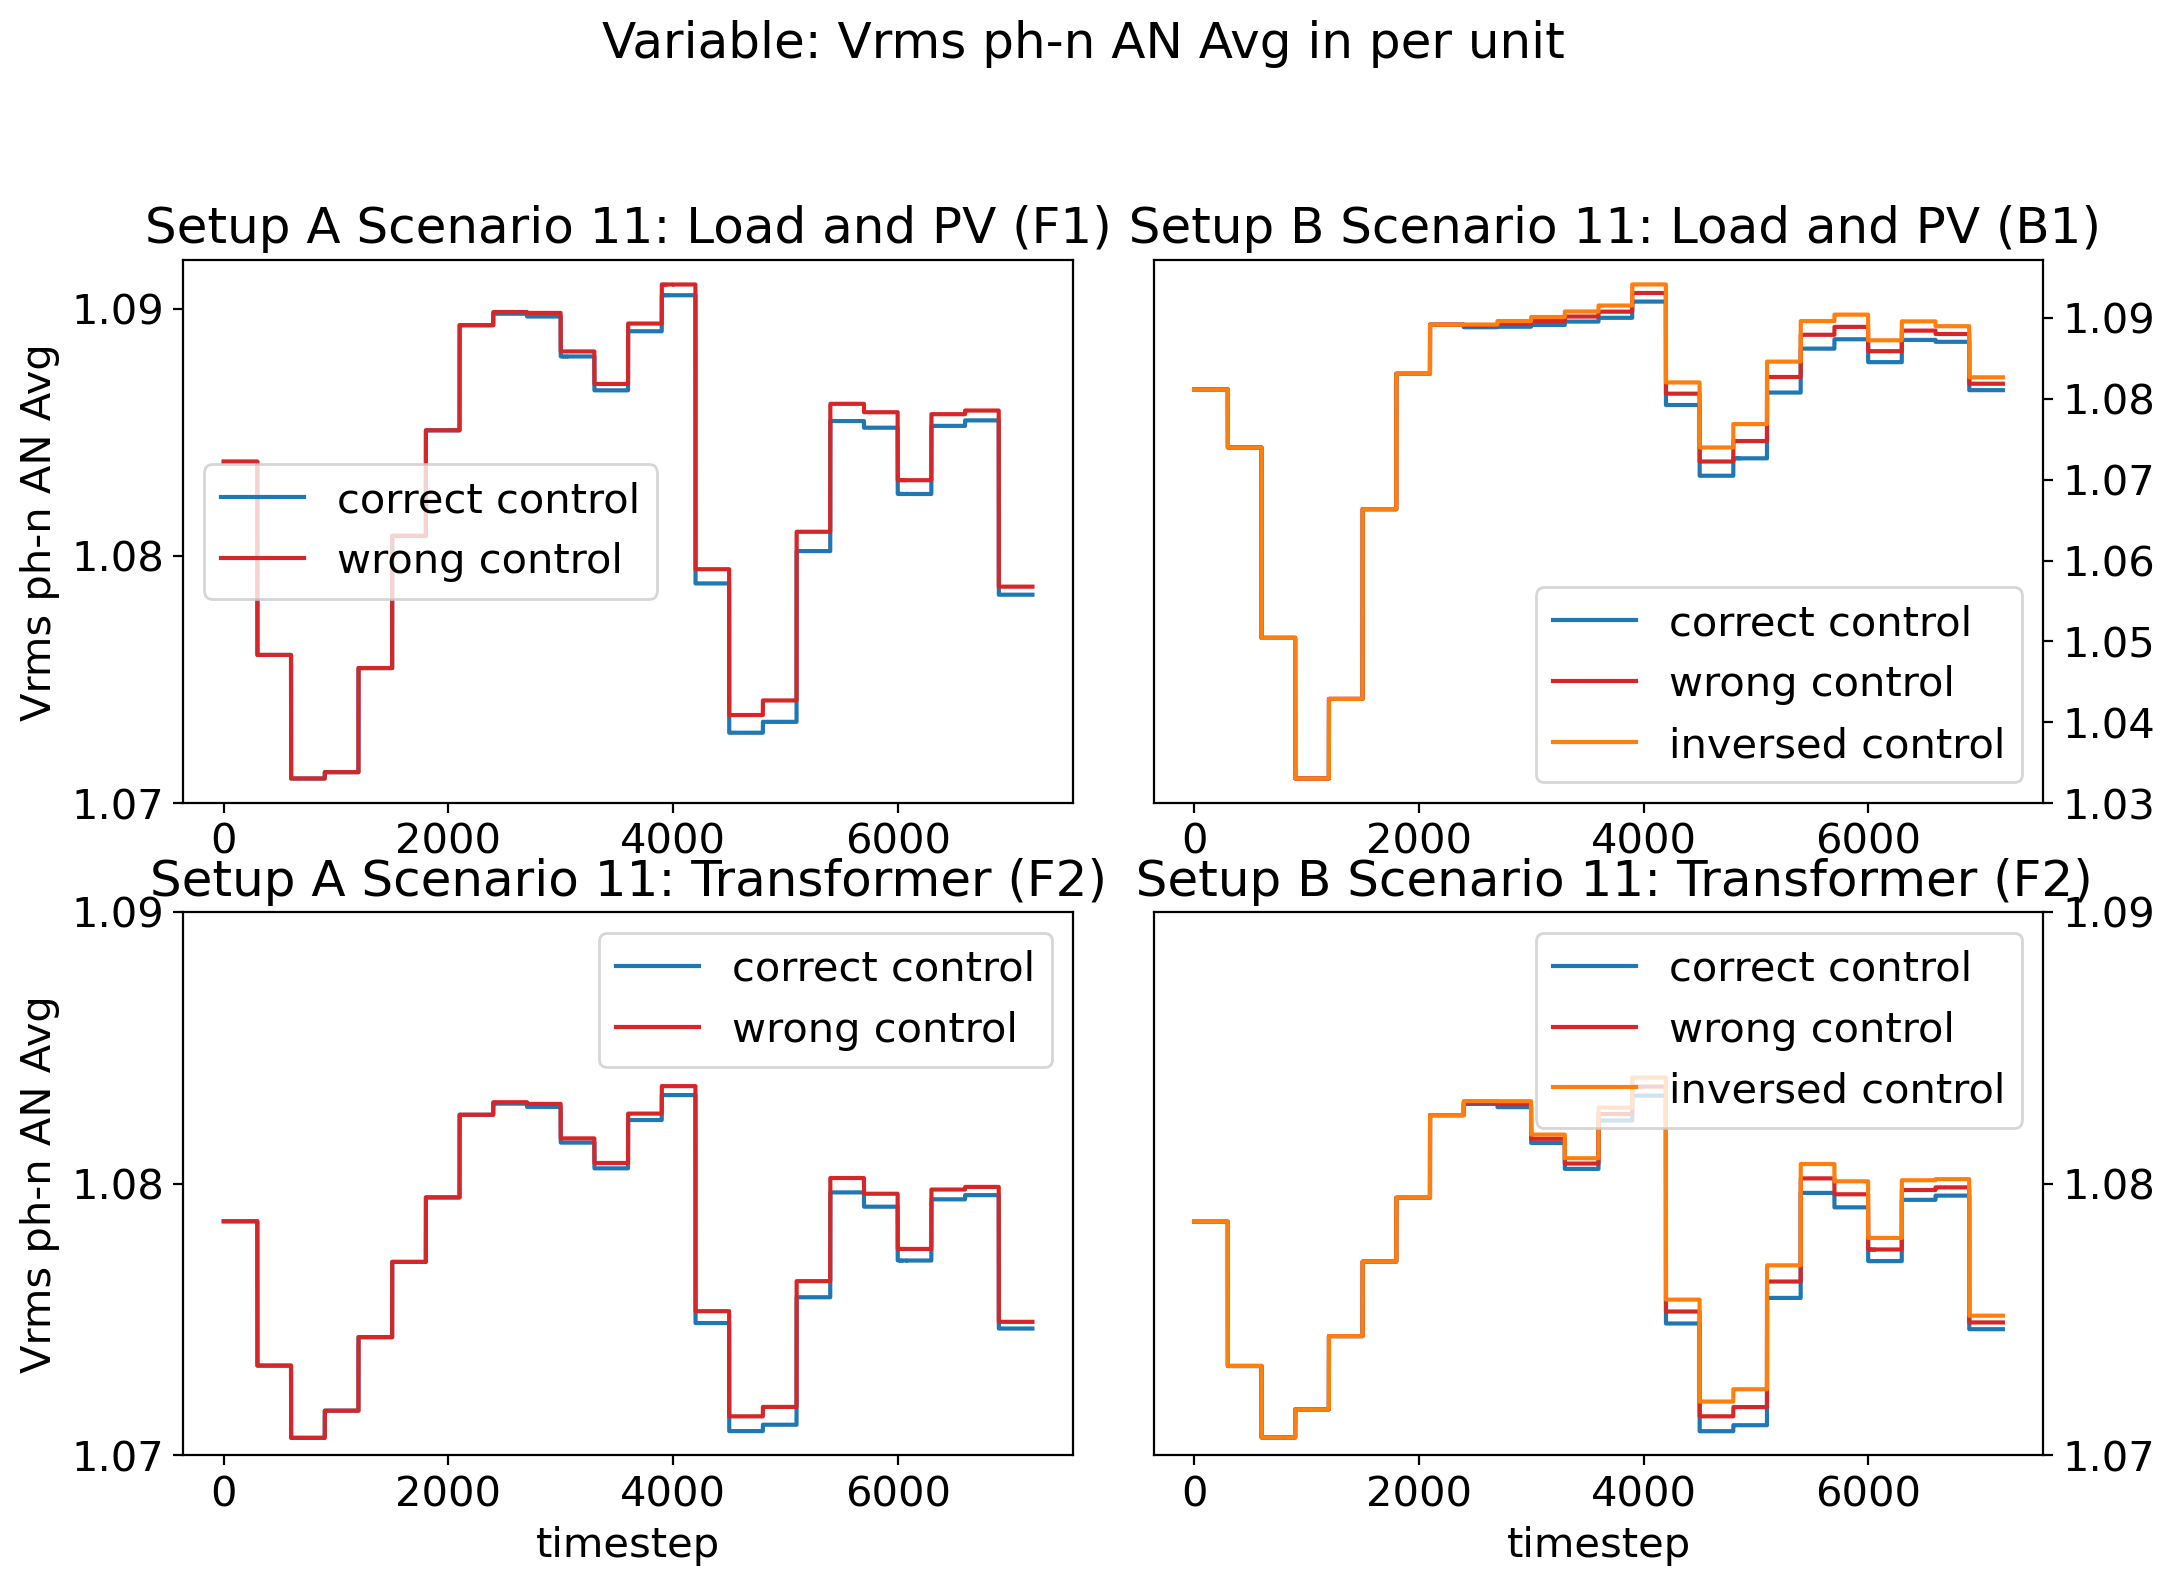 Variable: Vrms ph-n AN Avg in per unit
Setup A Scenario 11: Load and PV (F1)
Vrms ph-n AN Avg
1.09
1.08
1.07
correct control
wrong control
0 2000 4000 6000
Setup B Scenario 11: Load and PV (B1)
correct control
wrong control
inversed control
1.09
1.08
1.07
1.06
1.05
1.04
1.03
0 2000 4000 6000
Setup A Scenario 11: Transformer (F2)
Vrms ph-n AN Avg
1.09
1.08
1.07
correct control
wrong control
0 2000 4000 6000
timestep
Setup B Scenario 11: Transformer (F2)
correct control
wrong control
inversed control
1.09
1.08
1.07
0 2000 4000 6000
timestep